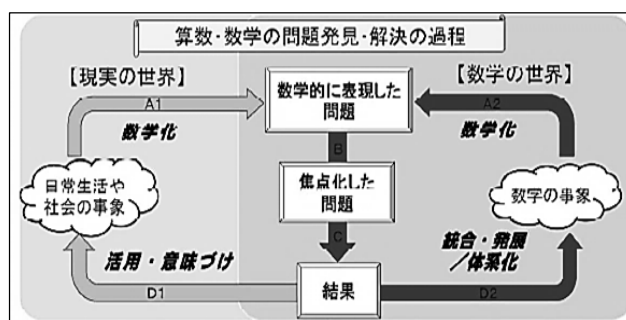 算数・数学の問題発見・解決の過程
【現実の世界】
【数学の世界】
A1
数学化
数学的に表現した
問題
A2
数学化
B
日常生活や
社会の事象
焦点化した
問題
数学の事象
C
活用・意味づけ
統合・発展
／体系化
D1
結果
D2